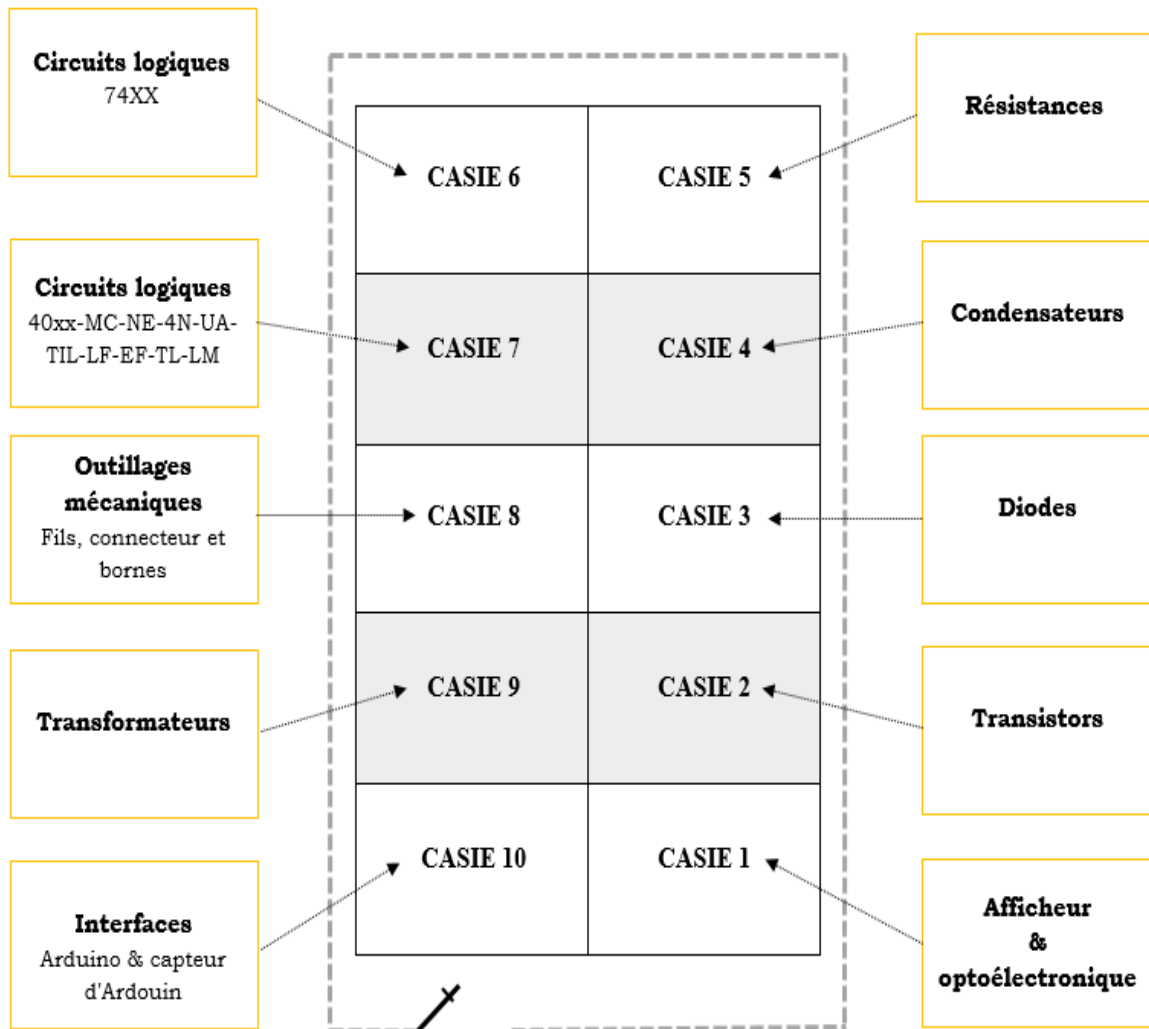 Circuits logiques
74XX
Résistances
CASIE 6
CASIE 5
Circuits logiques
40xx-MC-NE-4N-UA-
TIL-LF-EF-TL-LM
Condensateurs
CASIE 7
CASIE 4
Outillages
mécaniques
Fils, connecteur et
bornes
Diodes
CASIE 8
CASIE 3
Transformateurs
Transistors
CASIE 9
CASIE 2
Interfaces
Arduino & capteur
d'Ardouin
CASIE 10
CASIE 1
Afficheur
&
optoélectronique